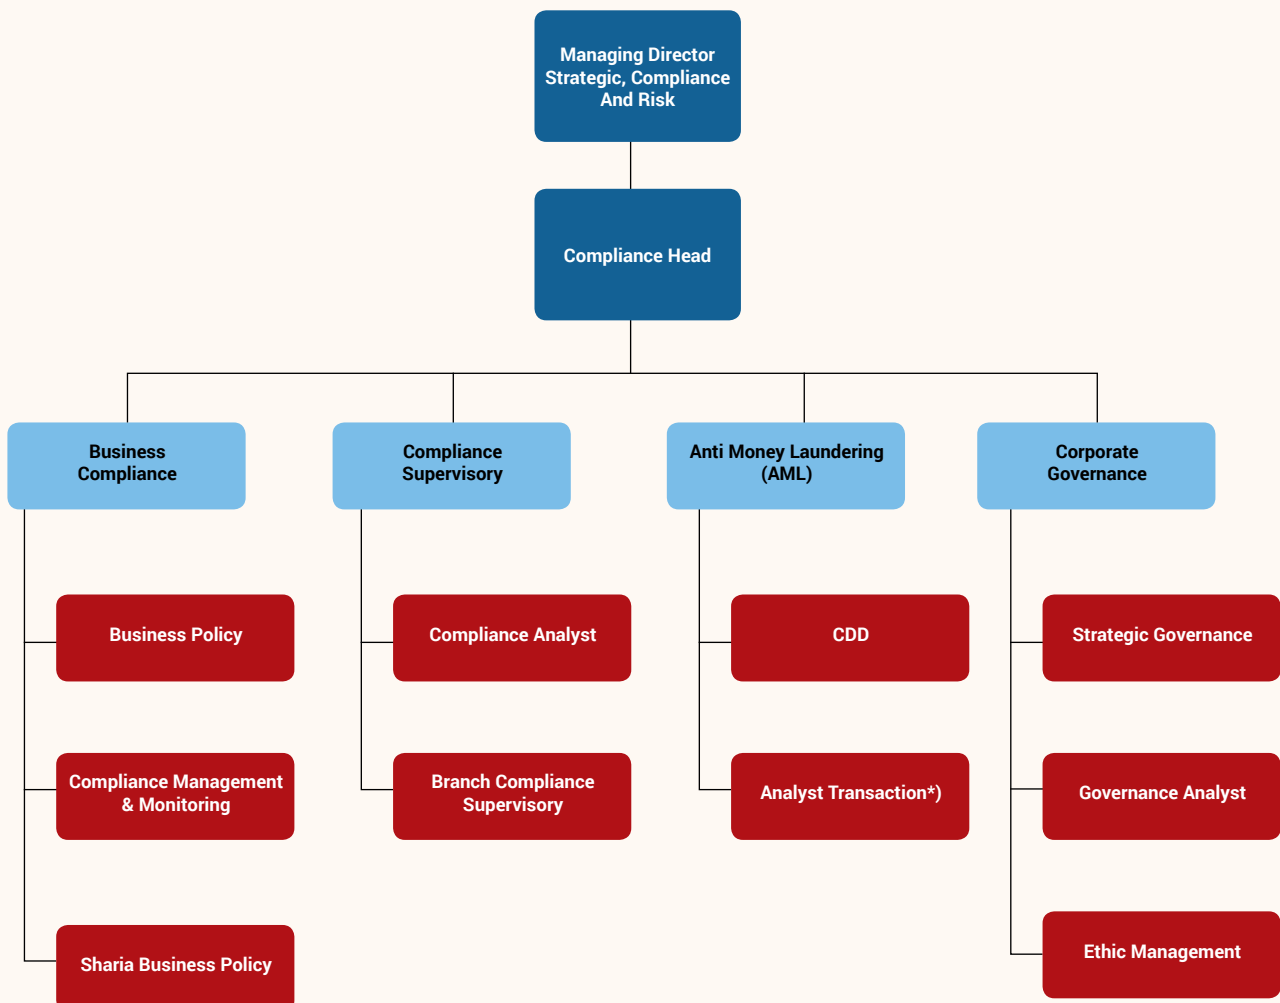 Managing Director
Strategic, Compliance
And Risk
Compliance Head
Business
Compliance
Compliance
Supervisory
Anti Money Laundering
(AML)
Corporate
Governance
Business Policy
Compliance Analyst
CDD
Strategic Governance
Compliance Management
& Monitoring
Branch Compliance
Supervisory
Analyst Transaction*)
Governance Analyst
Sharia Business Policy
Ethic Management